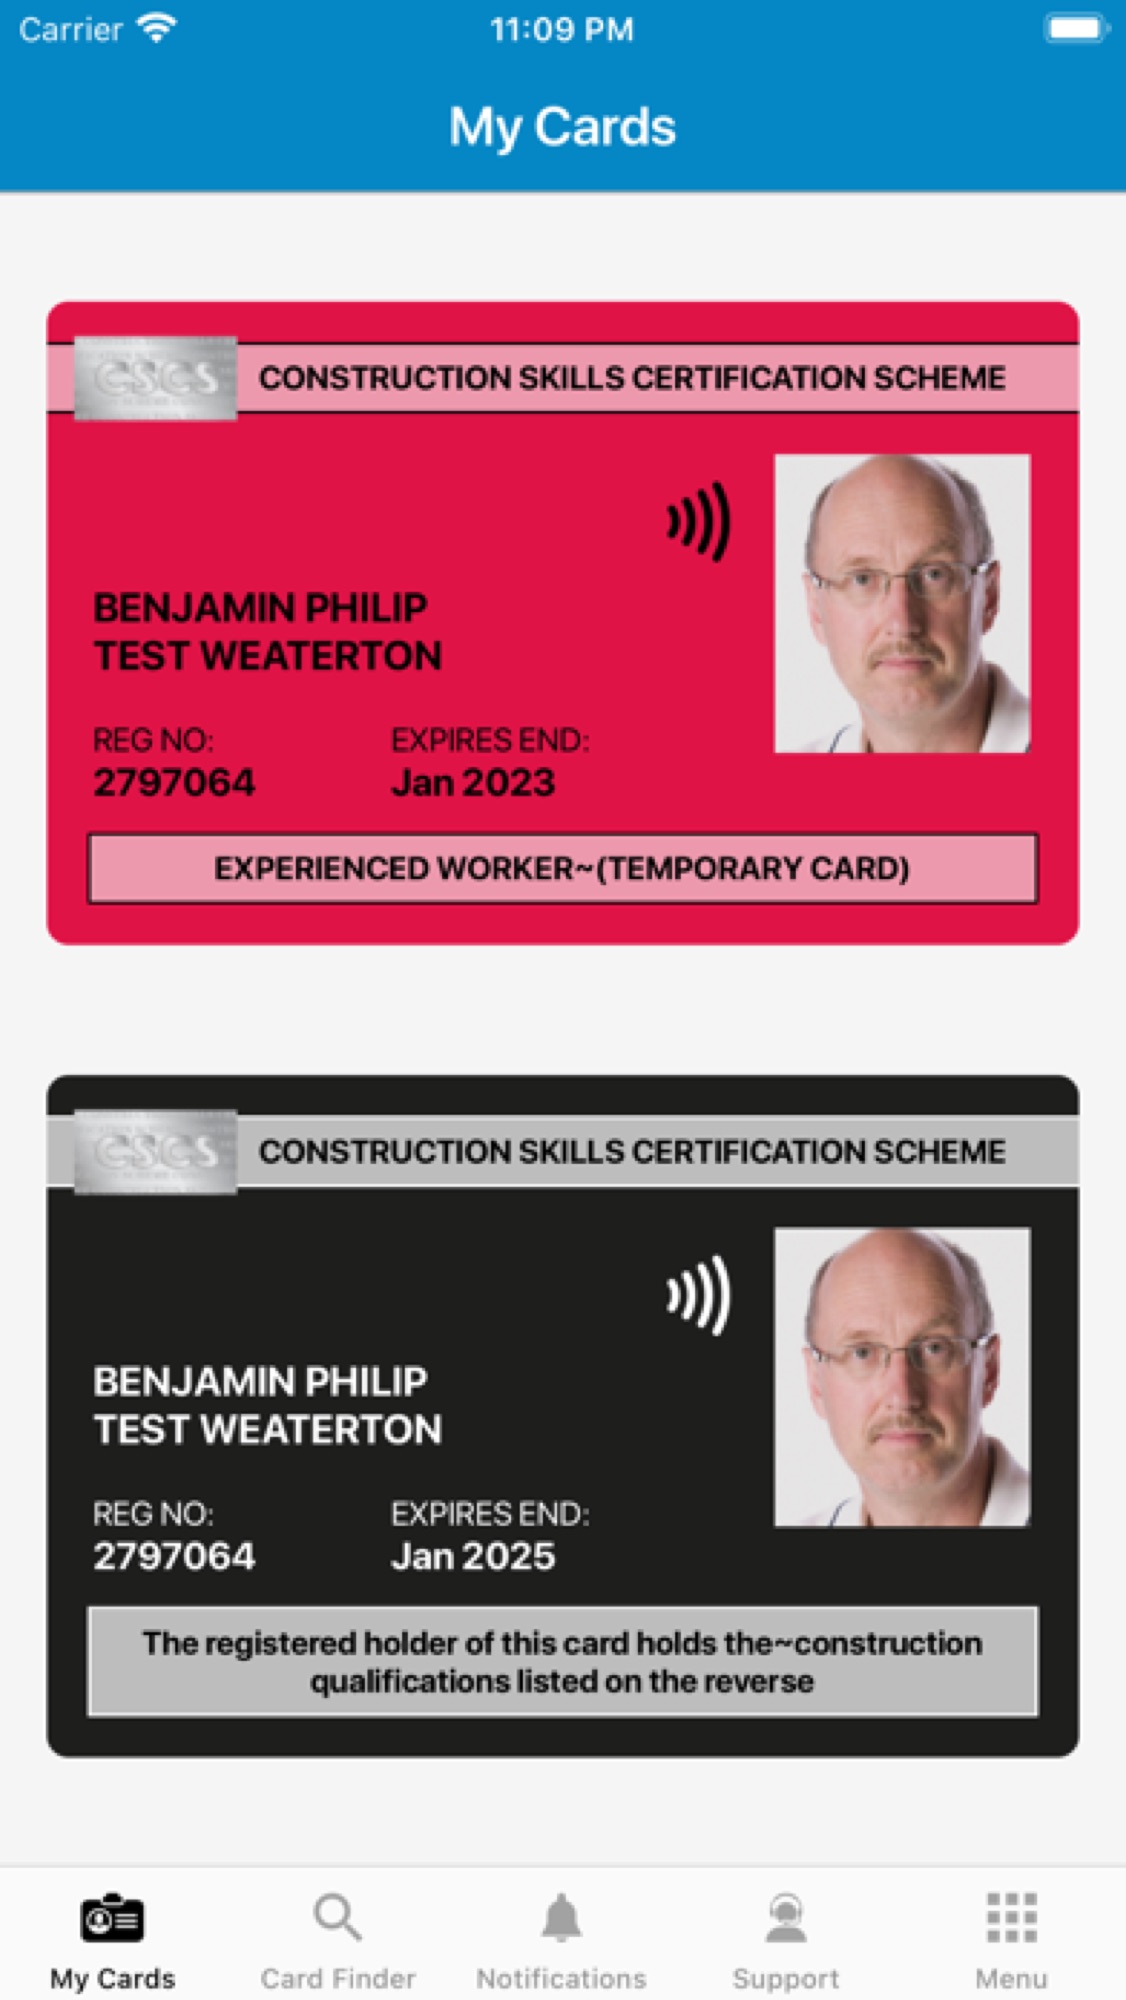 Carrier 11:09 PM
My Cards
CSCS CONSTRUCTION SKILLS CERTIFICATION SCHEME
BENJAMIN PHILIP
TEST WEATERTON
REG NO: EXPIRES END:
2797064 Jan 2023
EXPERIENCED WORKER~(TEMPORARY CARD)
CSCS CONSTRUCTION SKILLS CERTIFICATION SCHEME
BENJAMIN PHILIP
TEST WEATERTON
REG NO: EXPIRES END:
2797064 Jan 2025
The registered holder of this card holds the~construction
qualifications listed on the reverse
My Cards Card Finder Notifications Support Menu